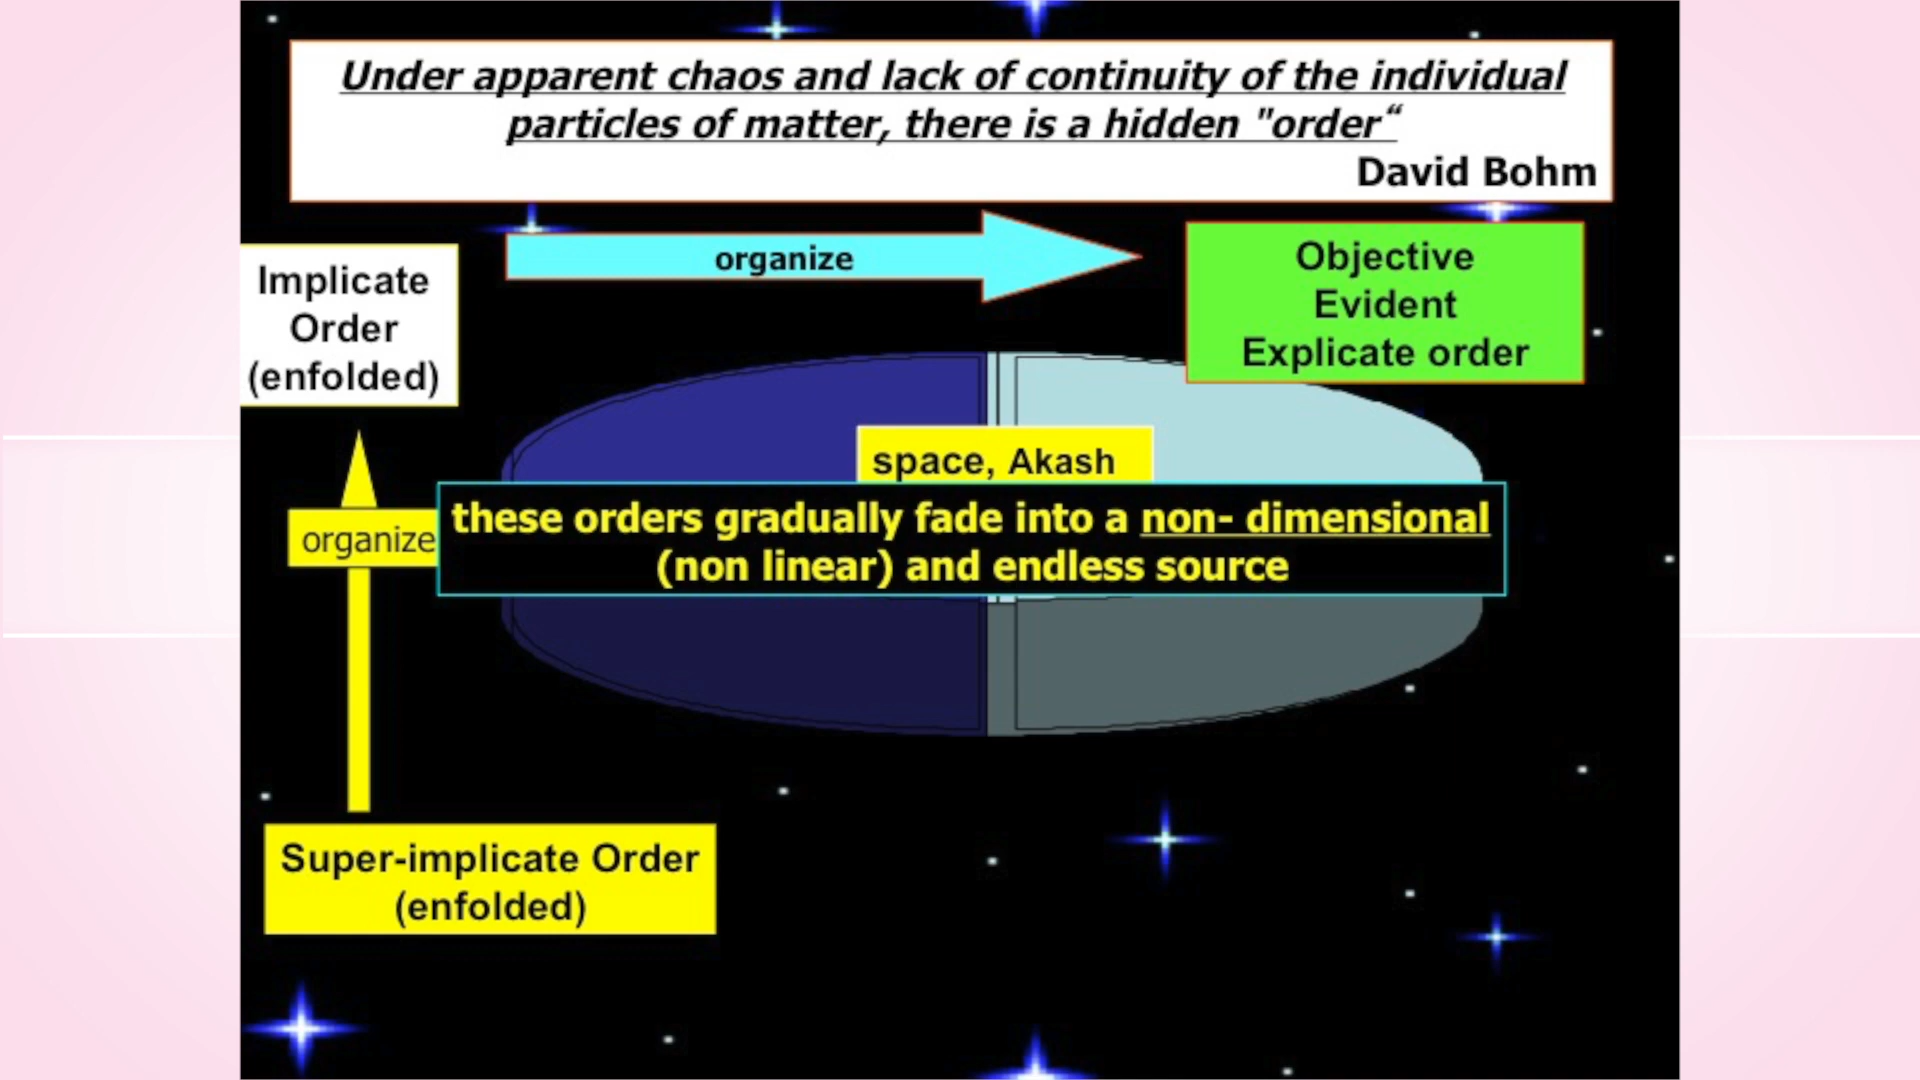 Under apparent chaos and lack of continuity of the individual
particles of matter, there is a hidden "order“
David Bohm
organize
Implicate
Order
(enfolded)
Objective
Evident
Explicate order
space, Akash
organize
these orders gradually fade into a non- dimensional
(non linear) and endless source
Super-implicate Order
(enfolded)